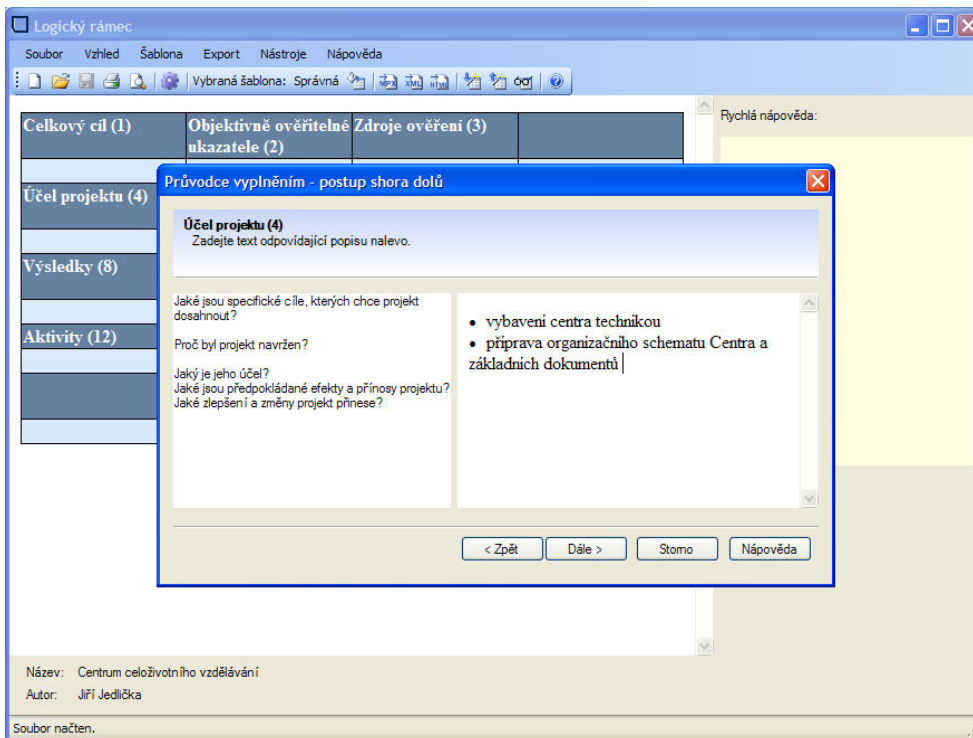 Logický rámec
Soubor Vzhled Šablona Export Nástroje Nápověda
Vybraná šablona: Správná MPX XML HTML
Celkový cíl (1) Objektivně ověřitelné Zdroje ověření (3)
ukazatele (2)
Rychlá nápověda:
Účel projektu (4)
Výsledky (8)
Aktivity (12)
Průvodce vyplněním - postup shora dolů
Účel projektu (4)
Zadejte text odpovídající popisu nalevo.
Jaké jsou specifické cíle, kterých chce projekt
dosáhnout?
Proč byl projekt navržen?
Jaký je jeho účel?
Jaké jsou předpokládané efekty a přínosy projektu?
Jaké zlepšení a změny projekt přinese?
• vybavení centra technikou
• příprava organizačního schematu Centra a
základních dokumentů
< Zpět Dále > Storno Nápověda
Název: Centrum celoživotního vzdělávání
Autor: Jiří Jedlička
Soubor načten.